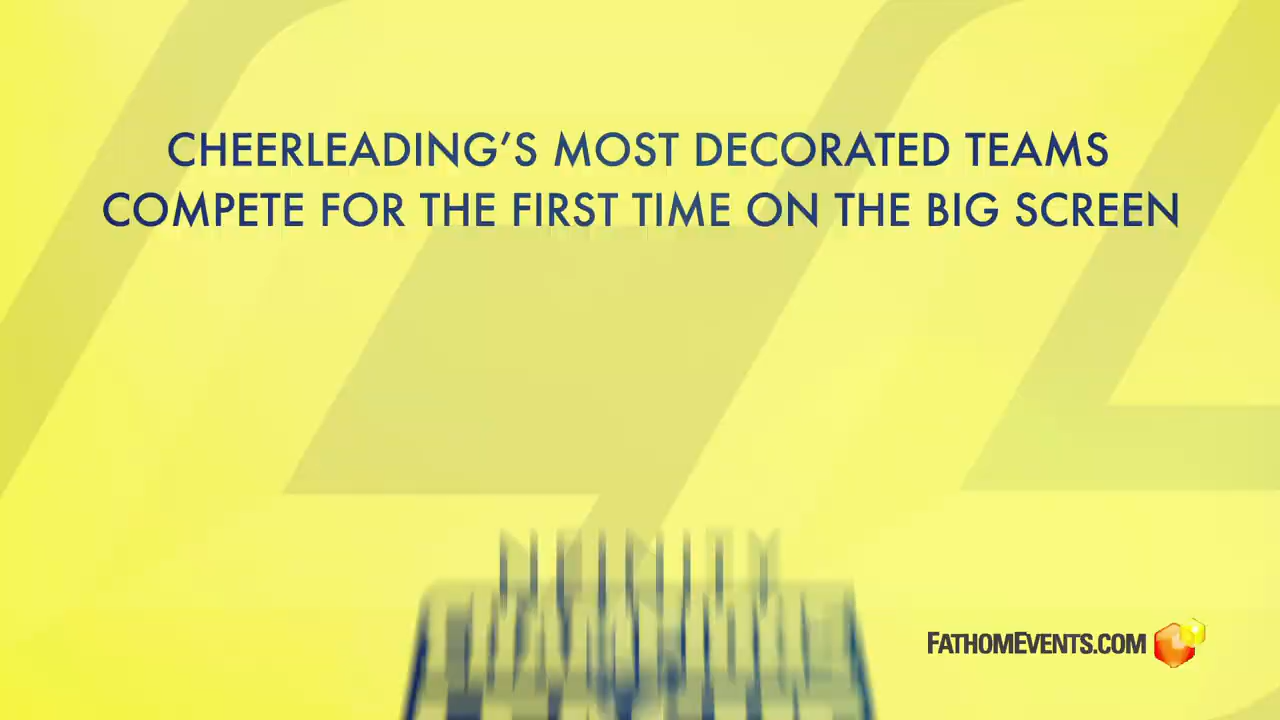 CHEERLEADING’S MOST DECORATED TEAMS
COMPETE FOR THE FIRST TIME ON THE BIG SCREEN
FATHOMEVENTS.COM